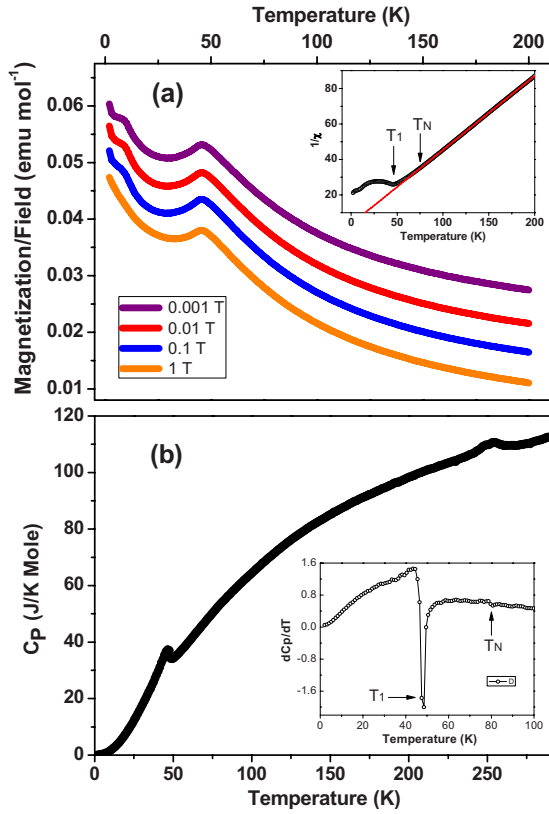 Temperature (K)
0 50 100 150 200
(a)
Magnetization/Field (emu mol⁻¹)
0.06
0.05
0.04
0.03
0.02
0.01
0.001 T
0.01 T
0.1 T
1 T
1/χ
80
60
40
20
T1
TN
0 50 100 150 200
Temperature (K)
(b)
CP (J/K Mole)
120
100
80
60
40
20
0
dCp/dT
1.6
0.8
0.0
-0.8
-1.6
T1
TN
D
0 20 40 60 80 100
Temperature (K)
0 50 100 150 200 250
Temperature (K)